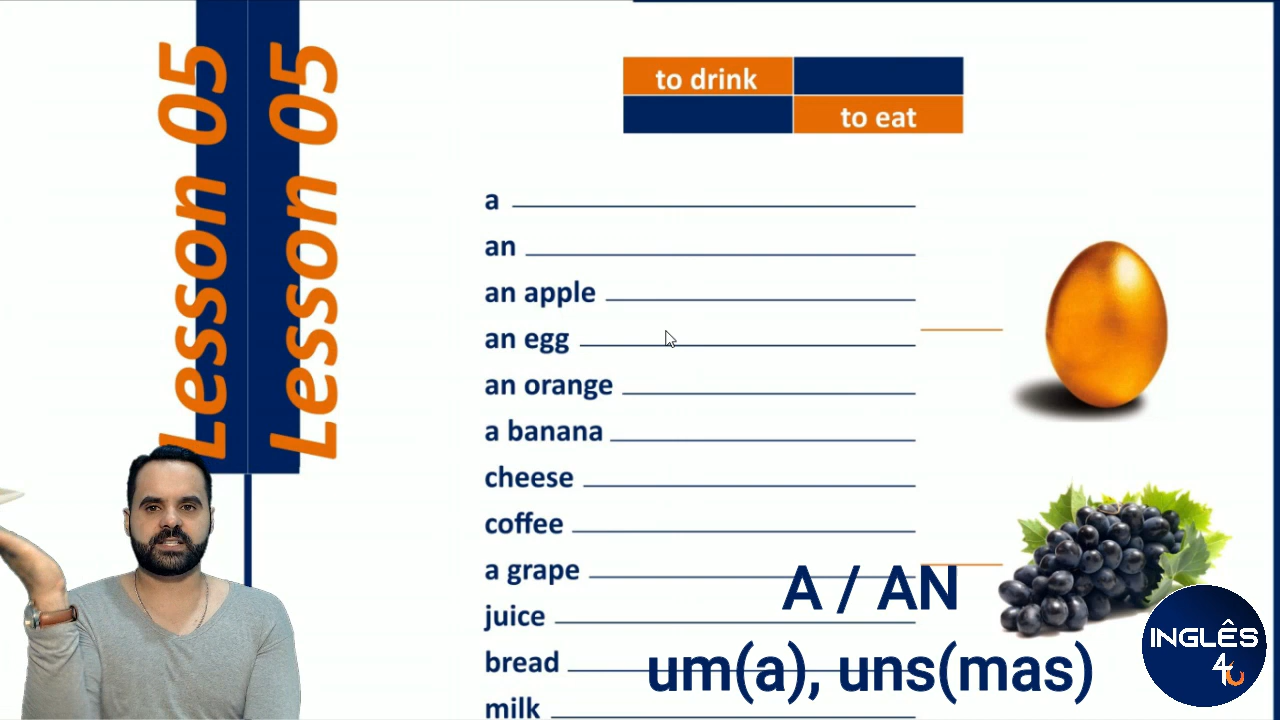 Lesson 05
Lesson 05
to drink
to eat
a
an
an apple
an egg
an orange
a banana
cheese
coffee
a grape
juice
bread
milk
A / AN
um(a), uns(mas)
INGLÊS
4U